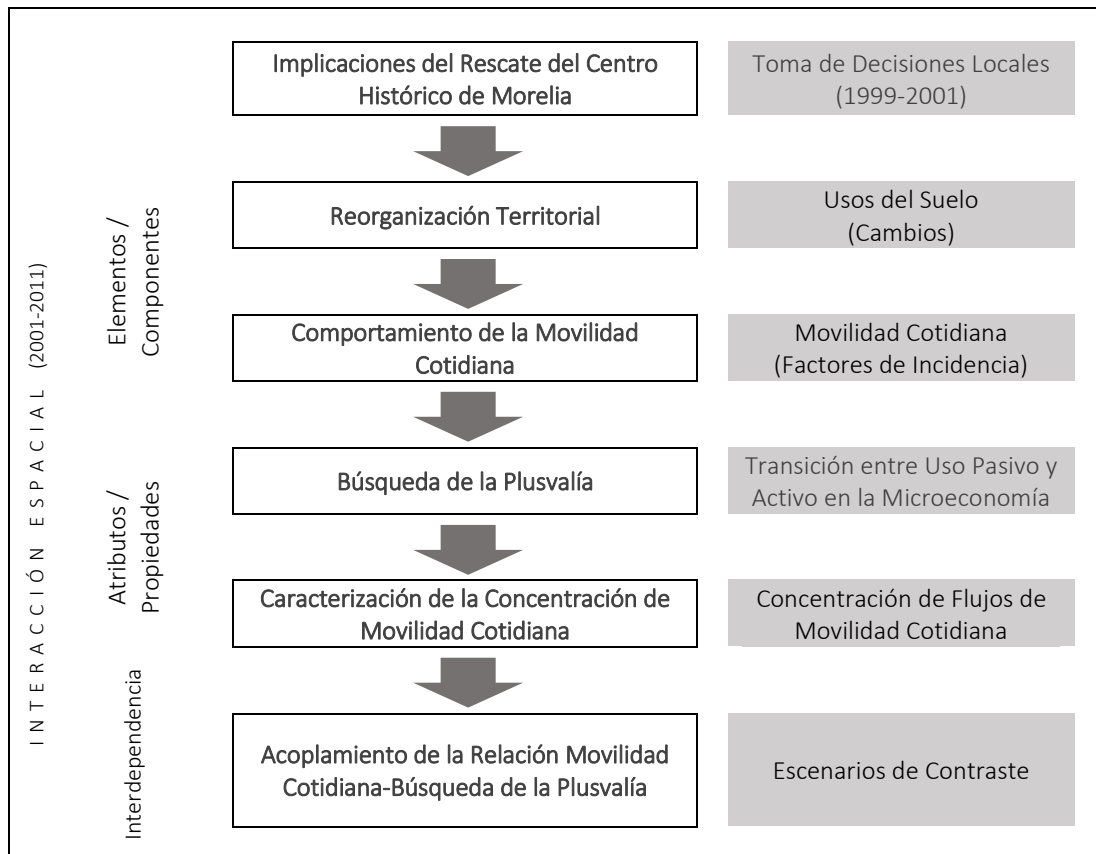 Implicaciones del Rescate del Centro
Histórico de Morelia
Toma de Decisiones Locales
(1999-2001)
Reorganización Territorial
Usos del Suelo
(Cambios)
Comportamiento de la Movilidad
Cotidiana
Movilidad Cotidiana
(Factores de Incidencia)
Búsqueda de la Plusvalía
Transición entre Uso Pasivo y
Activo en la Microeconomía
Caracterización de la Concentración de
Movilidad Cotidiana
Concentración de Flujos de
Movilidad Cotidiana
Acoplamiento de la Relación Movilidad
Cotidiana-Búsqueda de la Plusvalía
Escenarios de Contraste
INTERACCIÓN ESPACIAL (2001-2011)
Elementos /
Componentes
Atributos /
Propiedades
Interdependencia